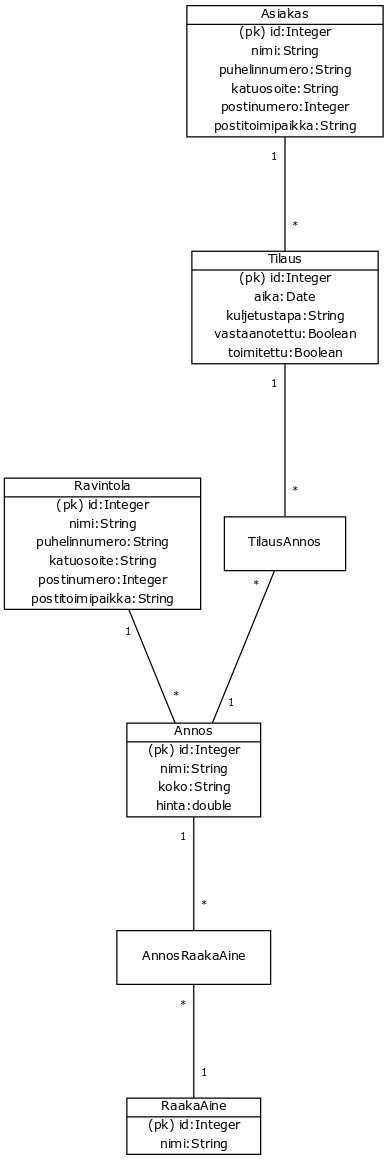 Asiakas
(pk) id:Integer
nimi:String
puhelinnumero:String
katuosoite:String
postinumero:Integer
postitoimipaikka:String
1
*
Tilaus
(pk) id:Integer
aika:Date
kuljetustapa:String
vastaanotettu:Boolean
toimitettu:Boolean
1
*
Ravintola
(pk) id:Integer
nimi:String
puhelinnumero:String
katuosoite:String
postinumero:Integer
postitoimipaikka:String
TilausAnnos
1
*
*
1
Annos
(pk) id:Integer
nimi:String
koko:String
hinta:double
1
*
AnnosRaakaAine
*
1
RaakaAine
(pk) id:Integer
nimi:String